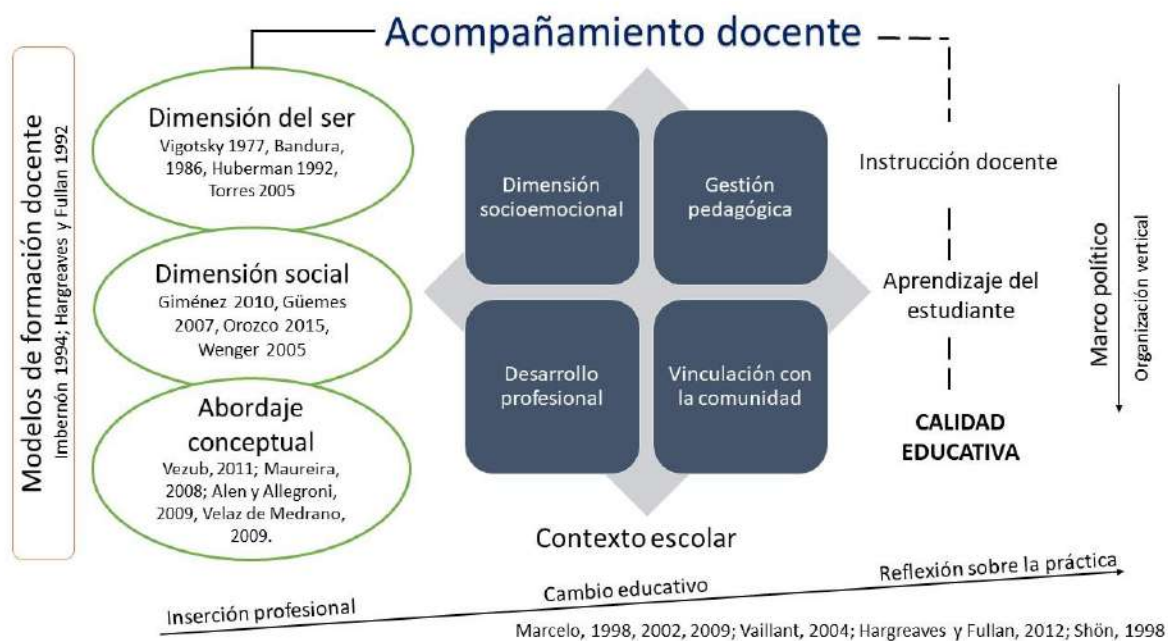 Acompañamiento docente
Modelos de formación docente
Imbernón 1994; Hargreaves y Fullan 1992
Dimensión del ser
Vigotsky 1977, Bandura,
1986, Huberman 1992,
Torres 2005
Dimensión social
Giménez 2010, Güemes
2007, Orozco 2015,
Wenger 2005
Abordaje
conceptual
Vezub, 2011; Maureira,
2008; Alen y Allegroni,
2009, Velaz de Medrano,
2009.
Dimensión
socioemocional
Gestión
pedagógica
Desarrollo
profesional
Vinculación con
la comunidad
Contexto escolar
Instrucción docente
Aprendizaje del
estudiante
CALIDAD
EDUCATIVA
Marco político
Organización vertical
Inserción profesional
Cambio educativo
Reflexión sobre la práctica
Marcelo, 1998, 2002, 2009; Vaillant, 2004; Hargreaves y Fullan, 2012; Shön, 1998